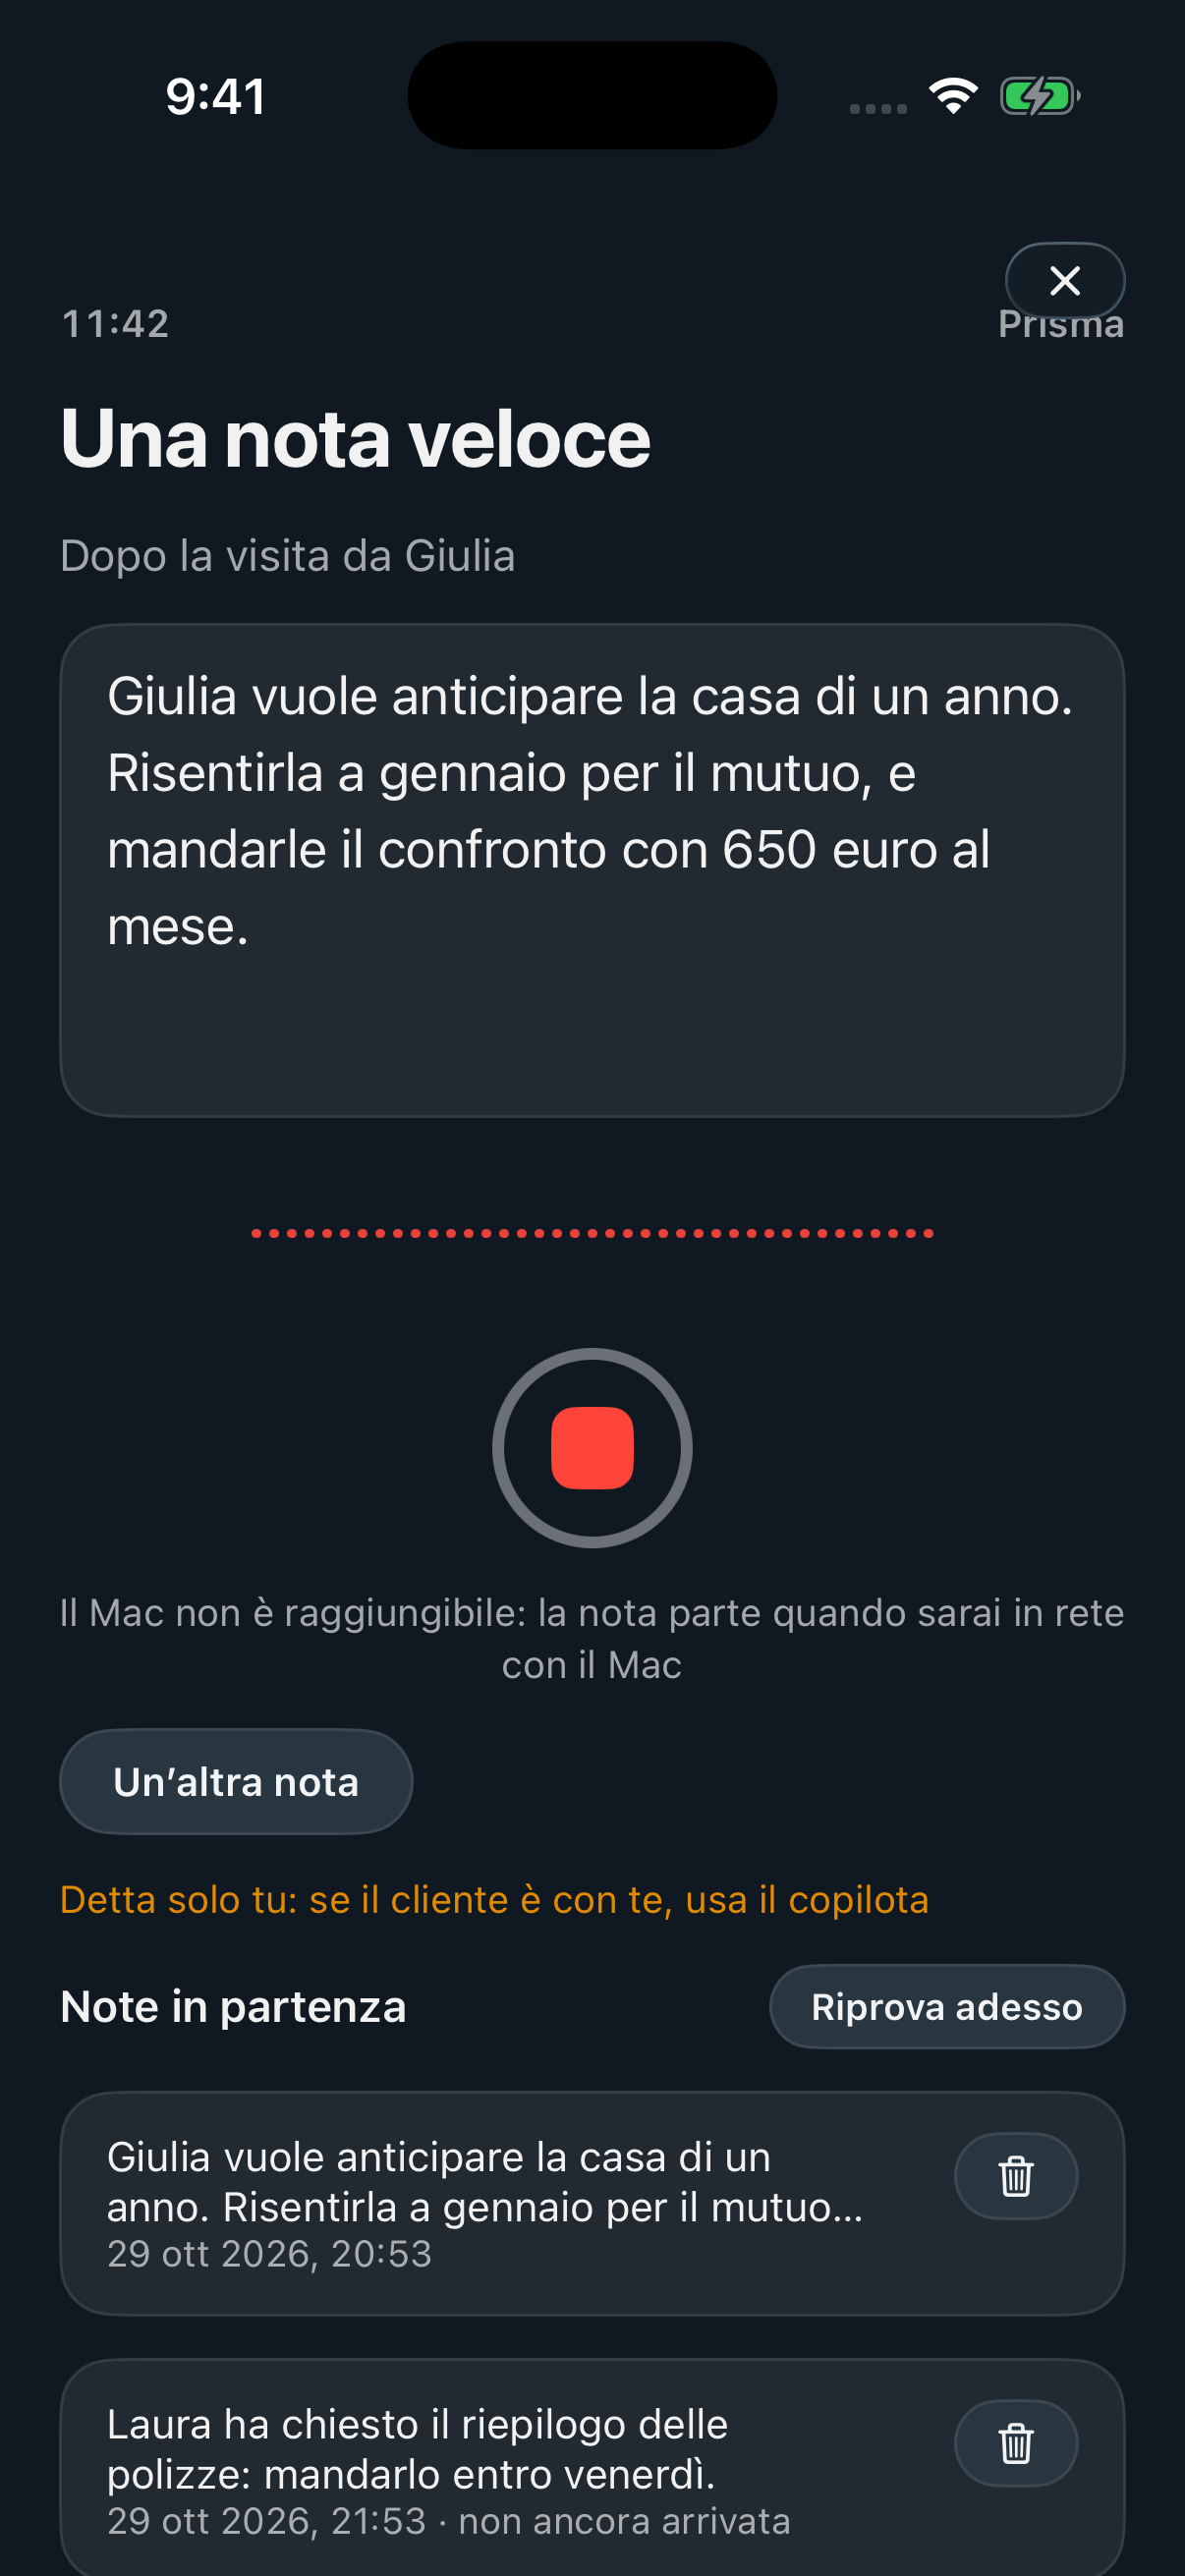 9:41
11:42
Prisma
Una nota veloce
Dopo la visita da Giulia
Giulia vuole anticipare la casa di un anno.
Risentirla a gennaio per il mutuo, e
mandarle il confronto con 650 euro al
mese.
Il Mac non è raggiungibile: la nota parte quando sarai in rete
con il Mac
Un’altra nota
Detta solo tu: se il cliente è con te, usa il copilota
Note in partenza
Riprova adesso
Giulia vuole anticipare la casa di un
anno. Risentirla a gennaio per il mutuo...
29 ott 2026, 20:53
Laura ha chiesto il riepilogo delle
polizze: mandarlo entro venerdì.
29 ott 2026, 21:53 · non ancora arrivata